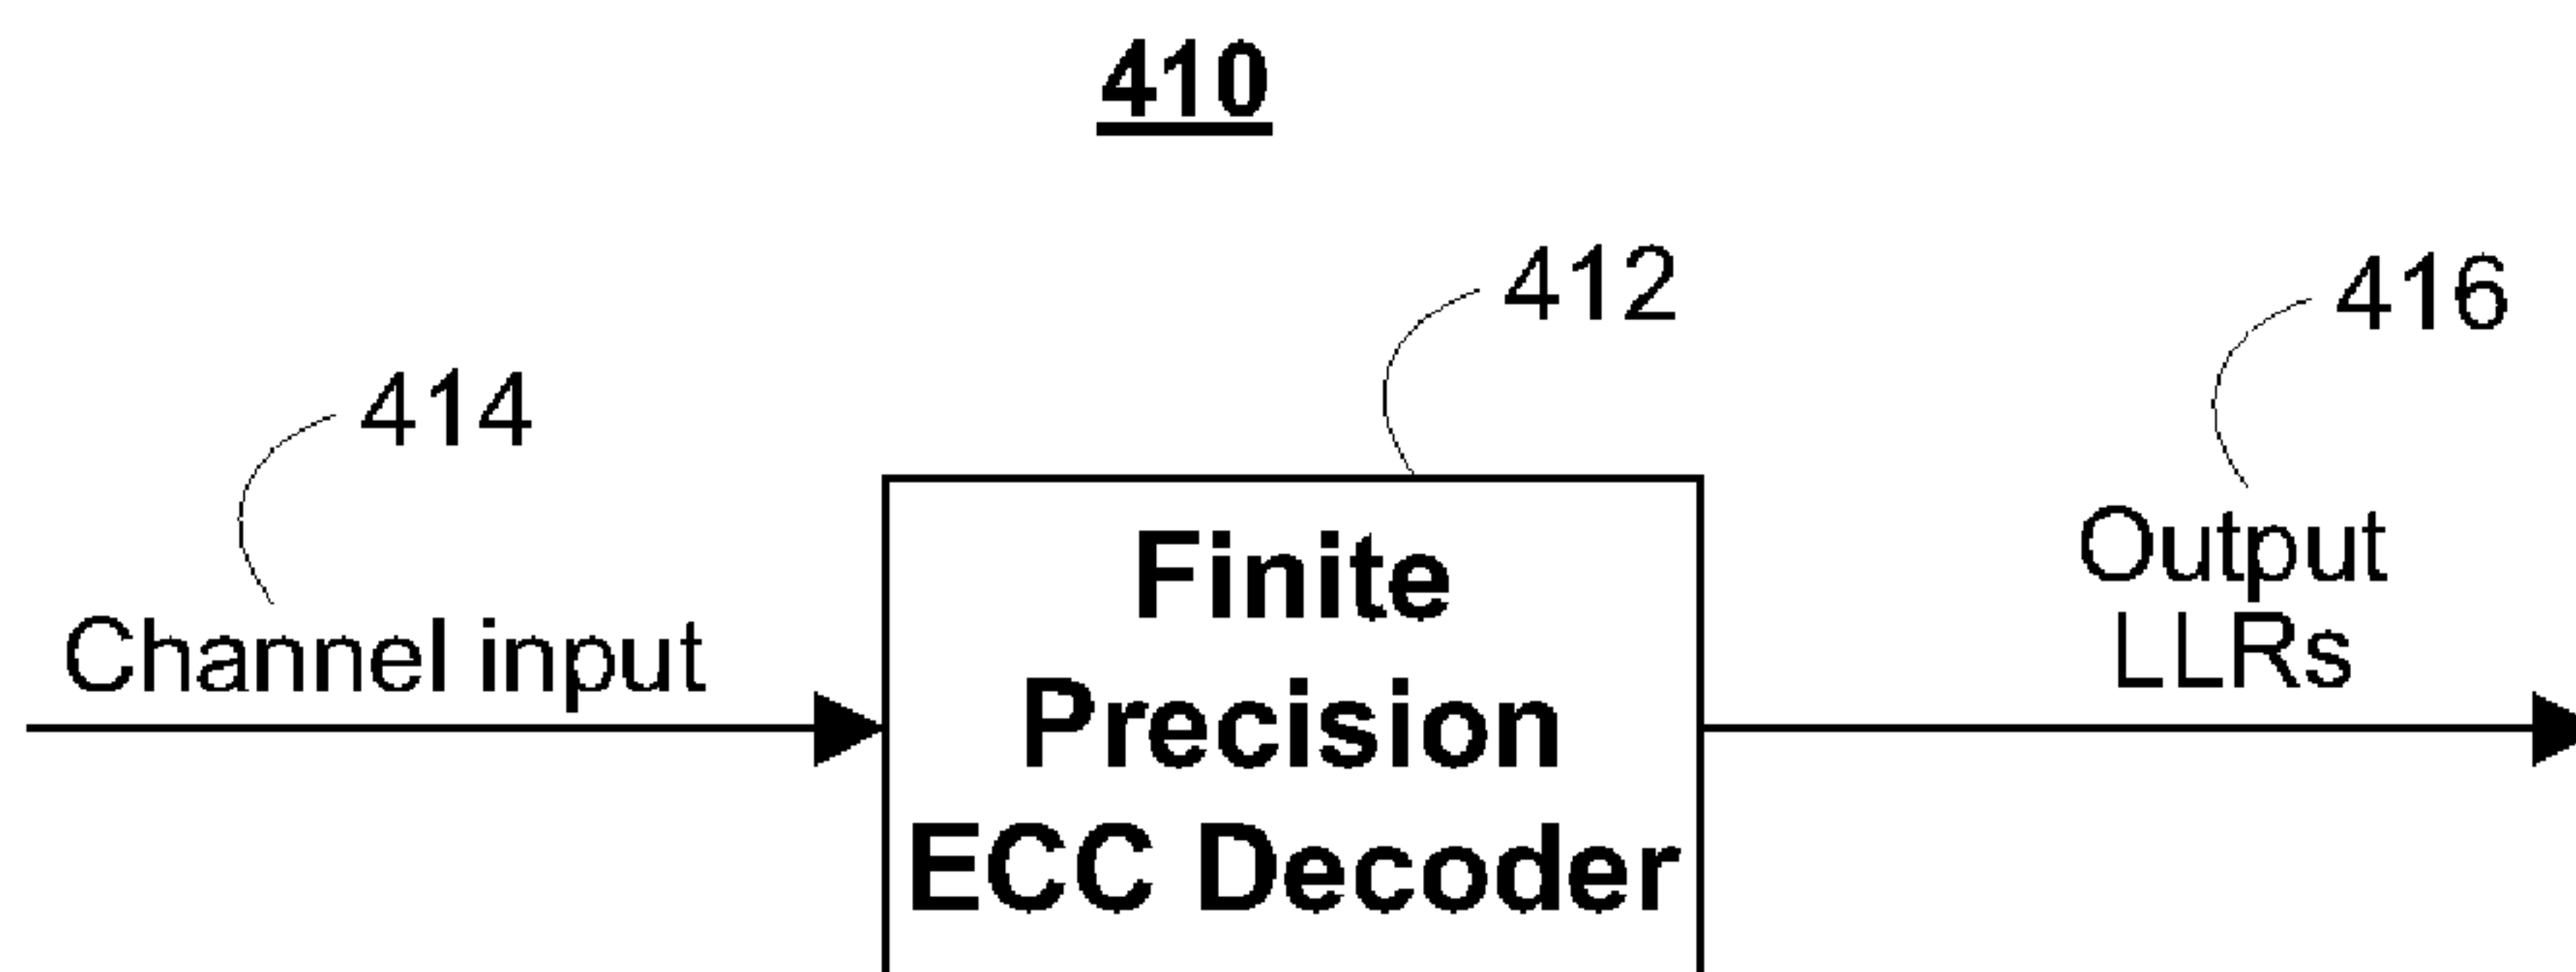 410
412
416
414
Channel input
Finite
Precision
ECC Decoder
Output
LLRs